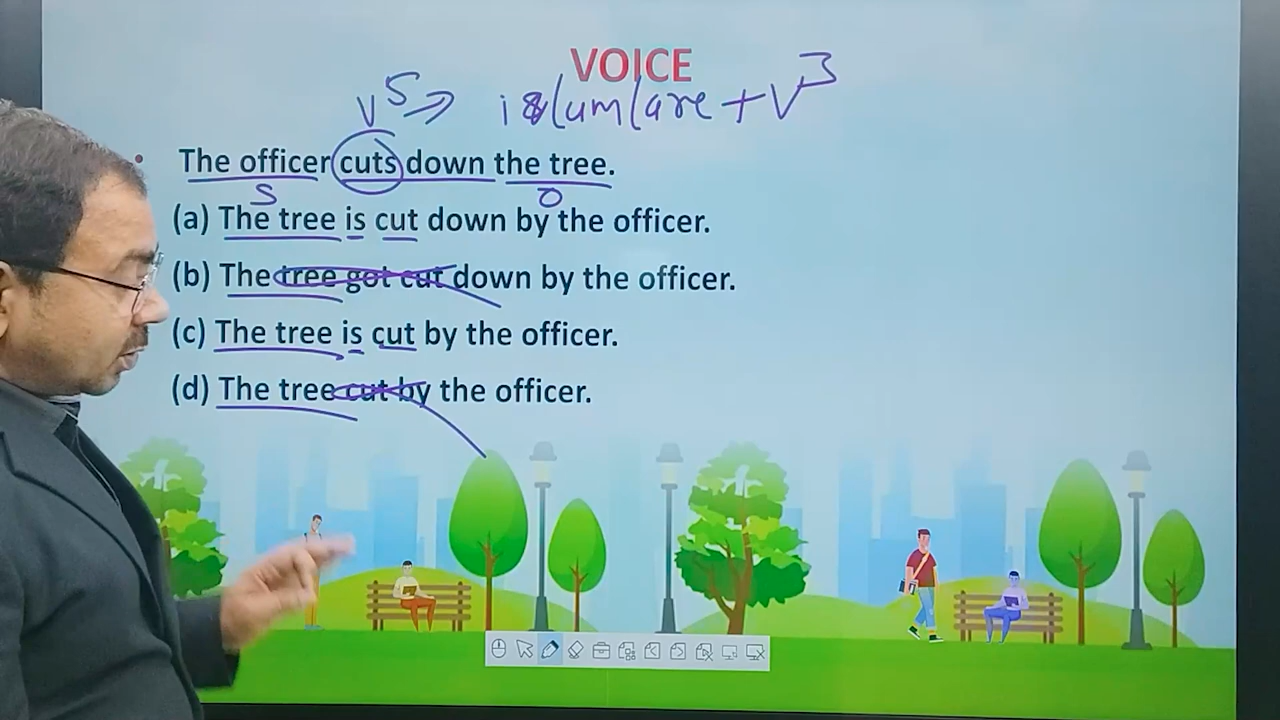 VOICE
V5 ⇒ is/am/are + V3
• The officer cuts down the tree.
S O
(a) The tree is cut down by the officer.
(b) The tree got cut down by the officer.
(c) The tree is cut by the officer.
(d) The tree cut by the officer.